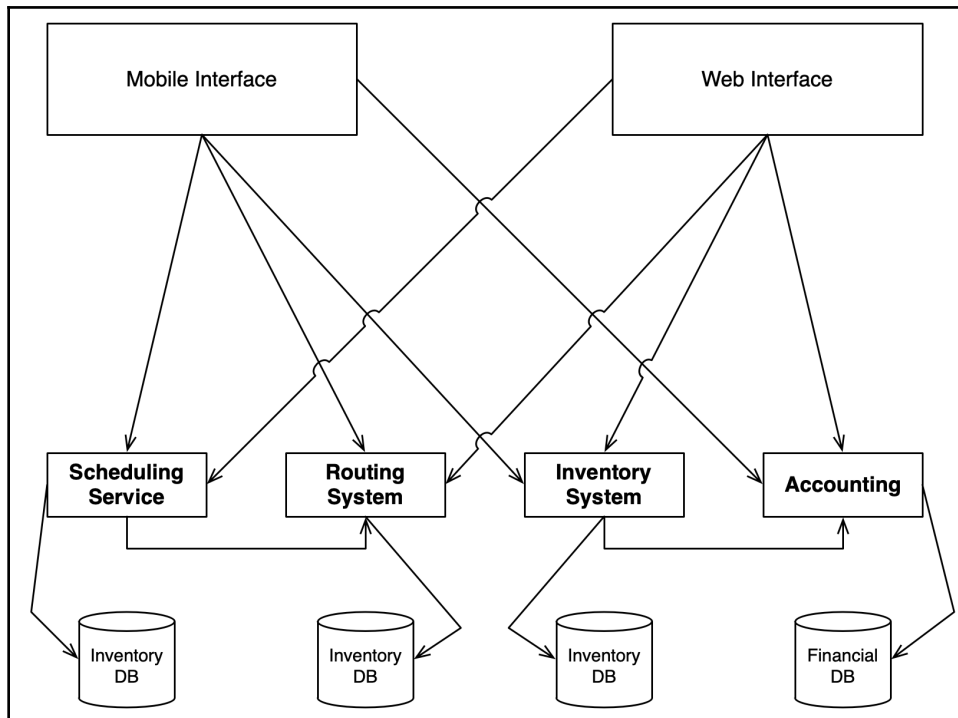 Mobile Interface
Web Interface
Scheduling
Service
Routing
System
Inventory
System
Accounting
Inventory
DB
Inventory
DB
Inventory
DB
Financial
DB